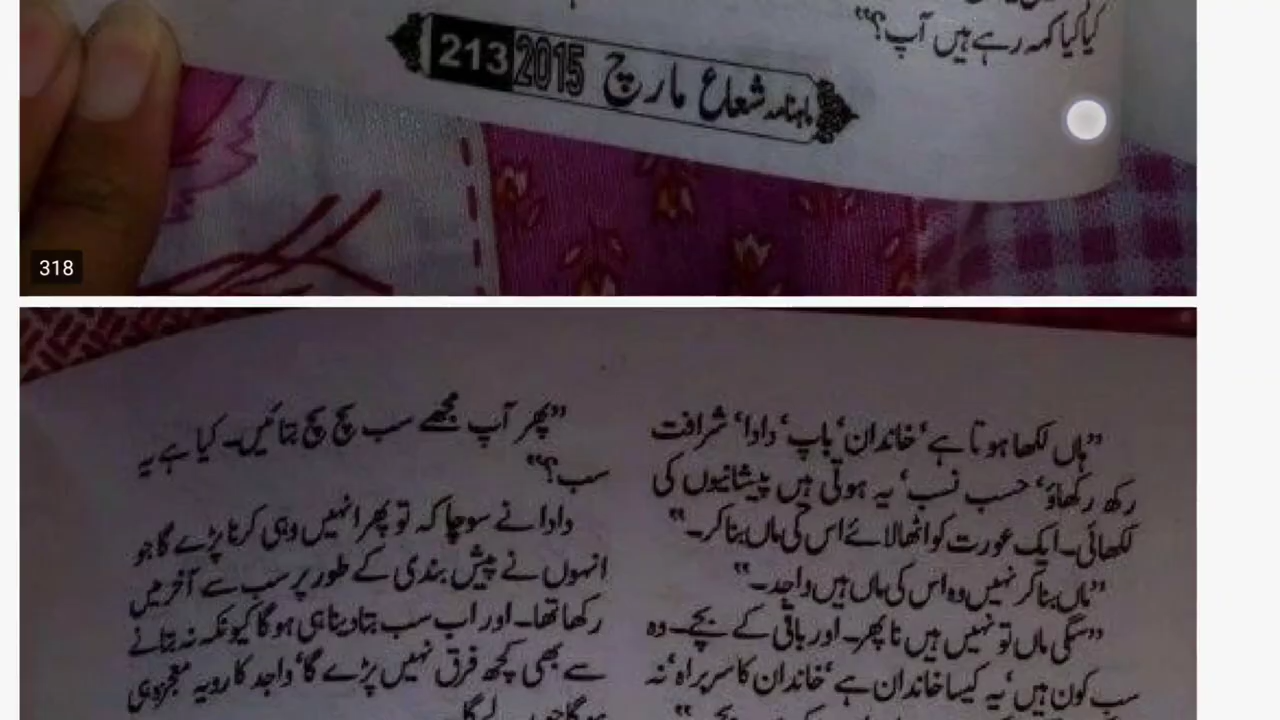 کیا کیا کہہ رہے ہیں آپ؟“
ماہنامہ شعاع مارچ 2015 213
318
”ہاں لکھا ہوتا ہے‘ خاندان‘ باپ‘ دادا‘ شرافت
رکھ رکھاؤ‘ حسب نسب‘ یہ ہوتی ہیں پیشانیوں کی
لکھائی۔ ایک عورت کو اٹھا لائے اس کی ماں بنا کر۔“
”ماں بنا کر نہیں وہ اس کی ماں ہیں واجد۔“
”سگی ماں تو نہیں ہیں نا پھر۔ اور باقی کے بچے۔ وہ
سب کون ہیں‘ یہ کیسا خاندان ہے‘ خاندان کا سربراہ‘ نہ
”پھر آپ مجھے سب سچ سچ بتائیں۔ کیا ہے یہ
سب؟“
دادا نے سوچا کہ تو پھر انہیں وہی کرنا پڑے گا جو
انہوں نے پیش بندی کے طور پر سب سے آخر میں
رکھا تھا۔ اور اب سب بتا دینا ہی ہو گا کیونکہ نہ بتانے
سے بھی کچھ فرق نہیں پڑے گا‘ واجد کا رویہ وہی